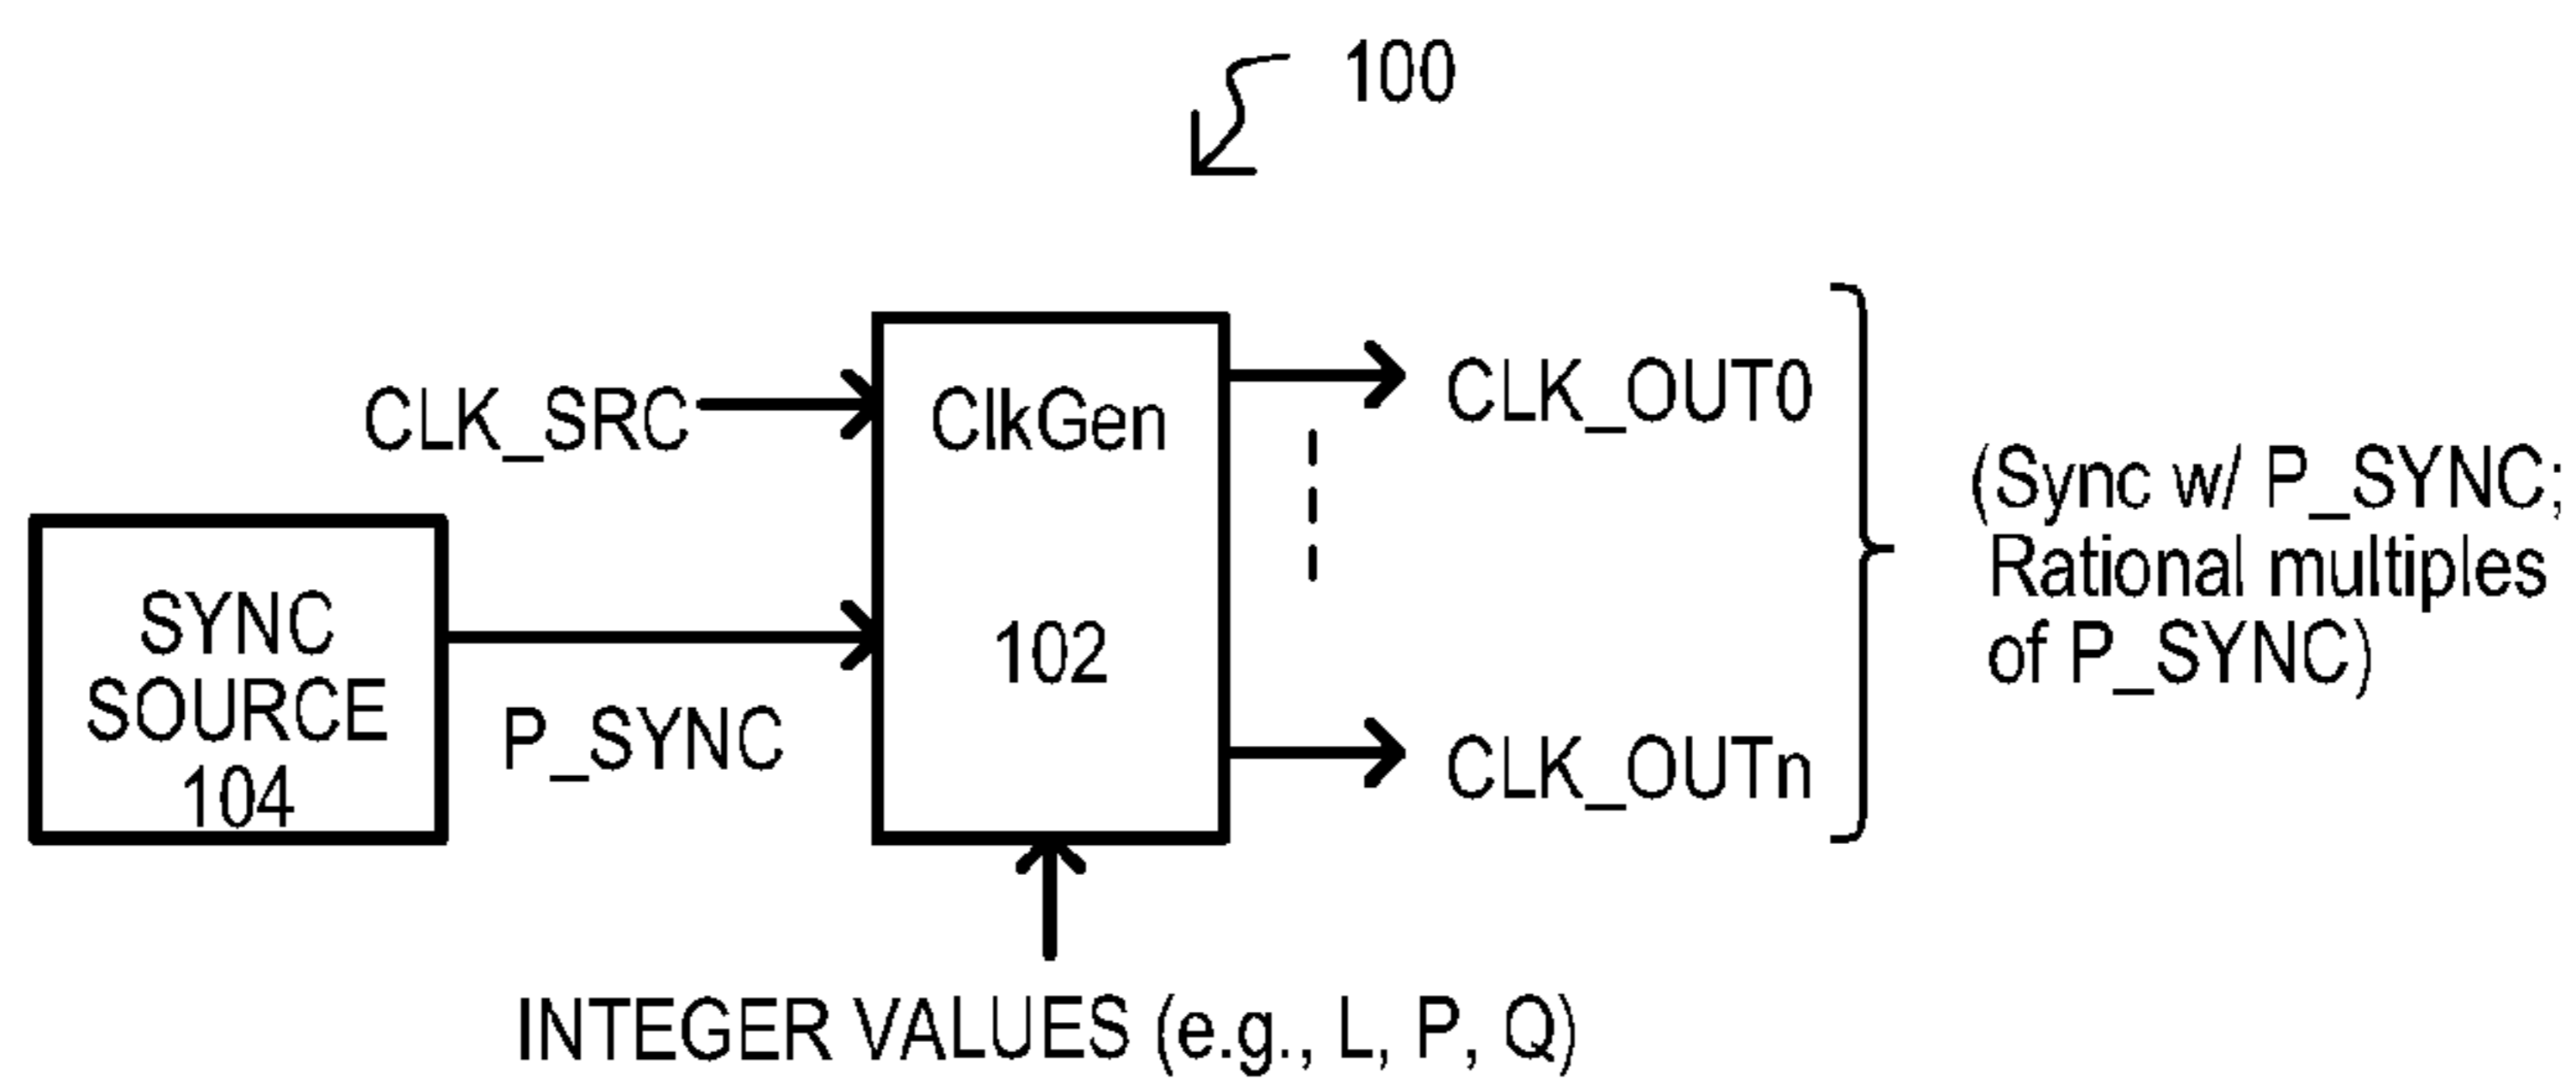 100
CLK_SRC
ClkGen
102
SYNC
SOURCE
104
P_SYNC
CLK_OUT0
CLK_OUTn
(Sync w/ P_SYNC;
Rational multiples
of P_SYNC)
INTEGER VALUES (e.g., L, P, Q)